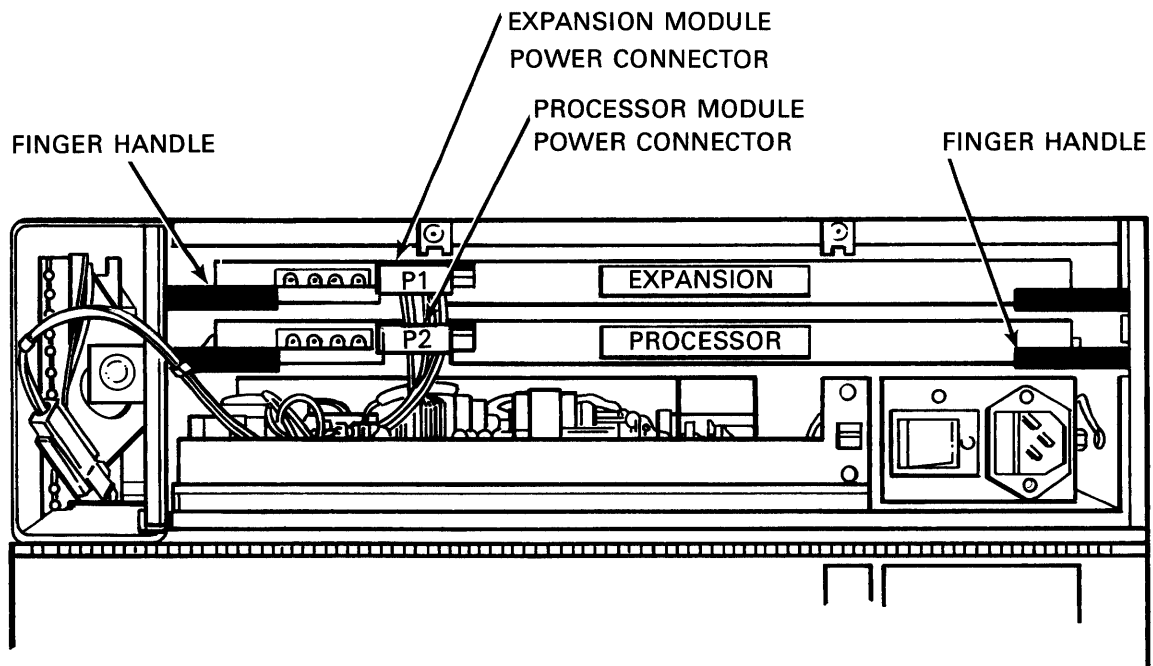 EXPANSION MODULE
POWER CONNECTOR
PROCESSOR MODULE
POWER CONNECTOR
FINGER HANDLE
FINGER HANDLE
P1
EXPANSION
P2
PROCESSOR